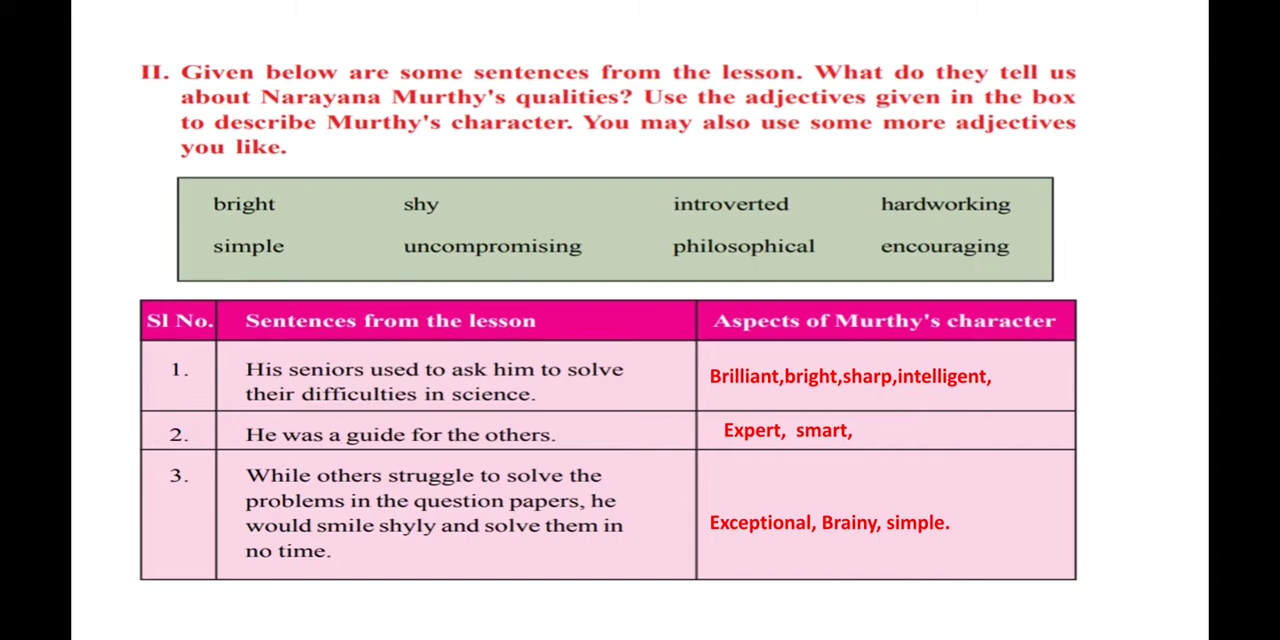 II. Given below are some sentences from the lesson. What do they tell us
about Narayana Murthy's qualities? Use the adjectives given in the box
to describe Murthy's character. You may also use some more adjectives
you like.
bright shy introverted hardworking
simple uncompromising philosophical encouraging
Sl No. Sentences from the lesson Aspects of Murthy's character
1. His seniors used to ask him to solve
their difficulties in science.
Brilliant,bright,sharp,intelligent,
2. He was a guide for the others. Expert, smart,
3. While others struggle to solve the
problems in the question papers, he
would smile shyly and solve them in
no time.
Exceptional, Brainy, simple.